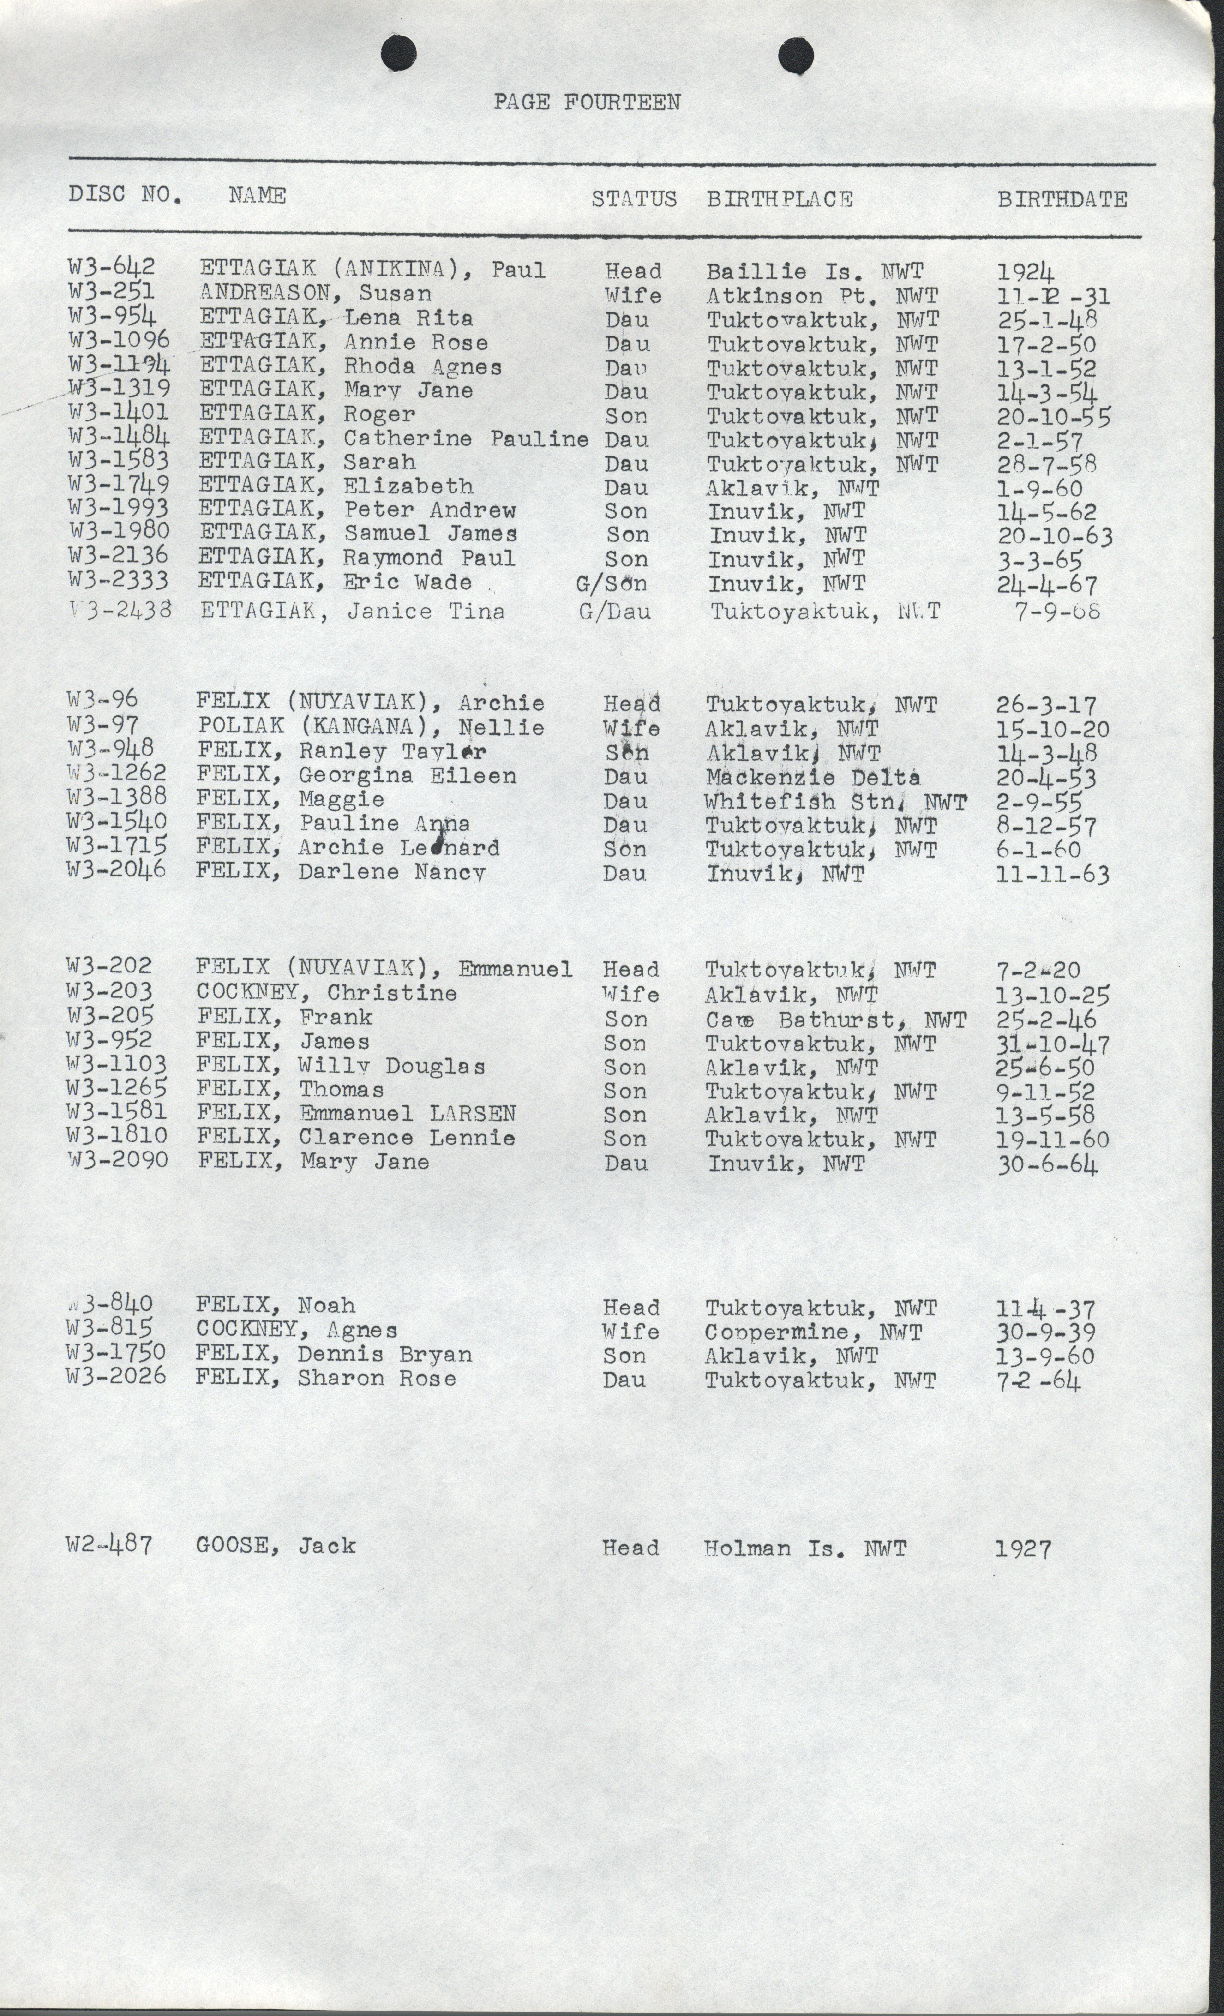 PAGE FOURTEEN
DISC NO. NAME STATUS BIRTHPLACE BIRTHDATE
W3-642 ETTAGIAK (ANIKINA), Paul Head Baillie Is. NWT 1924
W3-251 ANDREASON, Susan Wife Atkinson Pt. NWT 11-12-31
W3-954 ETTAGIAK, Lena Rita Dau Tuktoyaktuk, NWT 25-1-48
W3-1096 ETTAGIAK, Annie Rose Dau Tuktoyaktuk, NWT 17-2-50
W3-1194 ETTAGIAK, Rhoda Agnes Dau Tuktoyaktuk, NWT 13-1-52
W3-1319 ETTAGIAK, Mary Jane Dau Tuktoyaktuk, NWT 14-3-54
W3-1401 ETTAGIAK, Roger Son Tuktoyaktuk, NWT 20-10-55
W3-1484 ETTAGIAK, Catherine Pauline Dau Tuktoyaktuk, NWT 2-1-57
W3-1583 ETTAGIAK, Sarah Dau Tuktoyaktuk, NWT 28-7-58
W3-1749 ETTAGIAK, Elizabeth Dau Aklavik, NWT 1-9-60
W3-1993 ETTAGIAK, Peter Andrew Son Inuvik, NWT 14-5-62
W3-1980 ETTAGIAK, Samuel James Son Inuvik, NWT 20-10-63
W3-2136 ETTAGIAK, Raymond Paul Son Inuvik, NWT 3-3-65
W3-2333 ETTAGIAK, Eric Wade G/Son Inuvik, NWT 24-4-67
W3-2438 ETTAGIAK, Janice Tina G/Dau Tuktoyaktuk, NWT 7-9-68
W3-96 FELIX (NUYAVIAK), Archie Head Tuktoyaktuk, NWT 26-3-17
W3-97 POLIAK (KANGANA), Nellie Wife Aklavik, NWT 15-10-20
W3-948 FELIX, Ranley Taylor Son Aklavik, NWT 14-3-48
W3-1262 FELIX, Georgina Eileen Dau Mackenzie Delta 20-4-53
W3-1388 FELIX, Maggie Dau Whitefish Stn, NWT 2-9-55
W3-1540 FELIX, Pauline Anna Dau Tuktoyaktuk, NWT 8-12-57
W3-1715 FELIX, Archie Leonard Son Tuktoyaktuk, NWT 6-1-60
W3-2046 FELIX, Darlene Nancy Dau Inuvik, NWT 11-11-63
W3-202 FELIX (NUYAVIAK), Emmanuel Head Tuktoyaktuk, NWT 7-2-20
W3-203 COCKNEY, Christine Wife Aklavik, NWT 13-10-25
W3-205 FELIX, Frank Son Cape Bathurst, NWT 25-2-46
W3-952 FELIX, James Son Tuktoyaktuk, NWT 31-10-47
W3-1103 FELIX, Willy Douglas Son Aklavik, NWT 25-6-50
W3-1265 FELIX, Thomas Son Tuktoyaktuk, NWT 9-11-52
W3-1581 FELIX, Emmanuel LARSEN Son Aklavik, NWT 13-5-58
W3-1810 FELIX, Clarence Lennie Son Tuktoyaktuk, NWT 19-11-60
W3-2090 FELIX, Mary Jane Dau Inuvik, NWT 30-6-64
W3-840 FELIX, Noah Head Tuktoyaktuk, NWT 11-4-37
W3-815 COCKNEY, Agnes Wife Coppermine, NWT 30-9-39
W3-1750 FELIX, Dennis Bryan Son Aklavik, NWT 13-9-60
W3-2026 FELIX, Sharon Rose Dau Tuktoyaktuk, NWT 7-2-64
W2-487 GOOSE, Jack Head Holman Is. NWT 1927